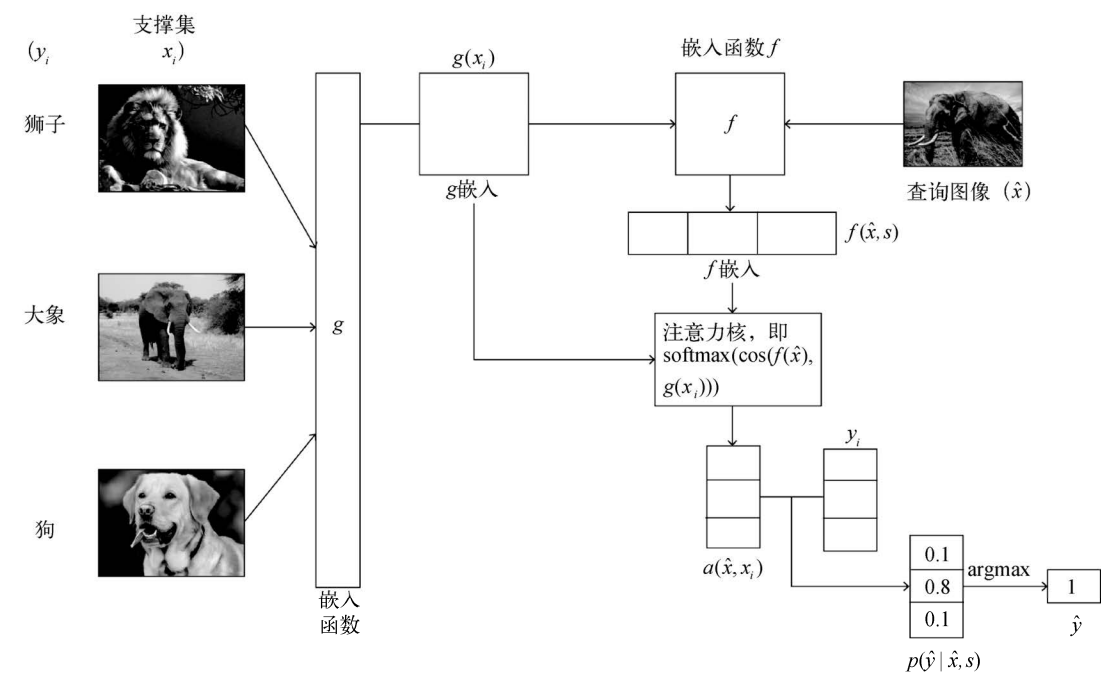 支撑集
(yᵢ xᵢ)
狮子
大象
狗
g
嵌入
函数
g(xᵢ)
g嵌入
嵌入函数f
f
查询图像（x̂）
f(x̂,s)
f嵌入
注意力核，即
softmax(cos(f(x̂),
g(xᵢ)))
a(x̂,xᵢ)
yᵢ
0.1
0.8
0.1
p(ŷ|x̂,s)
argmax
1
ŷ